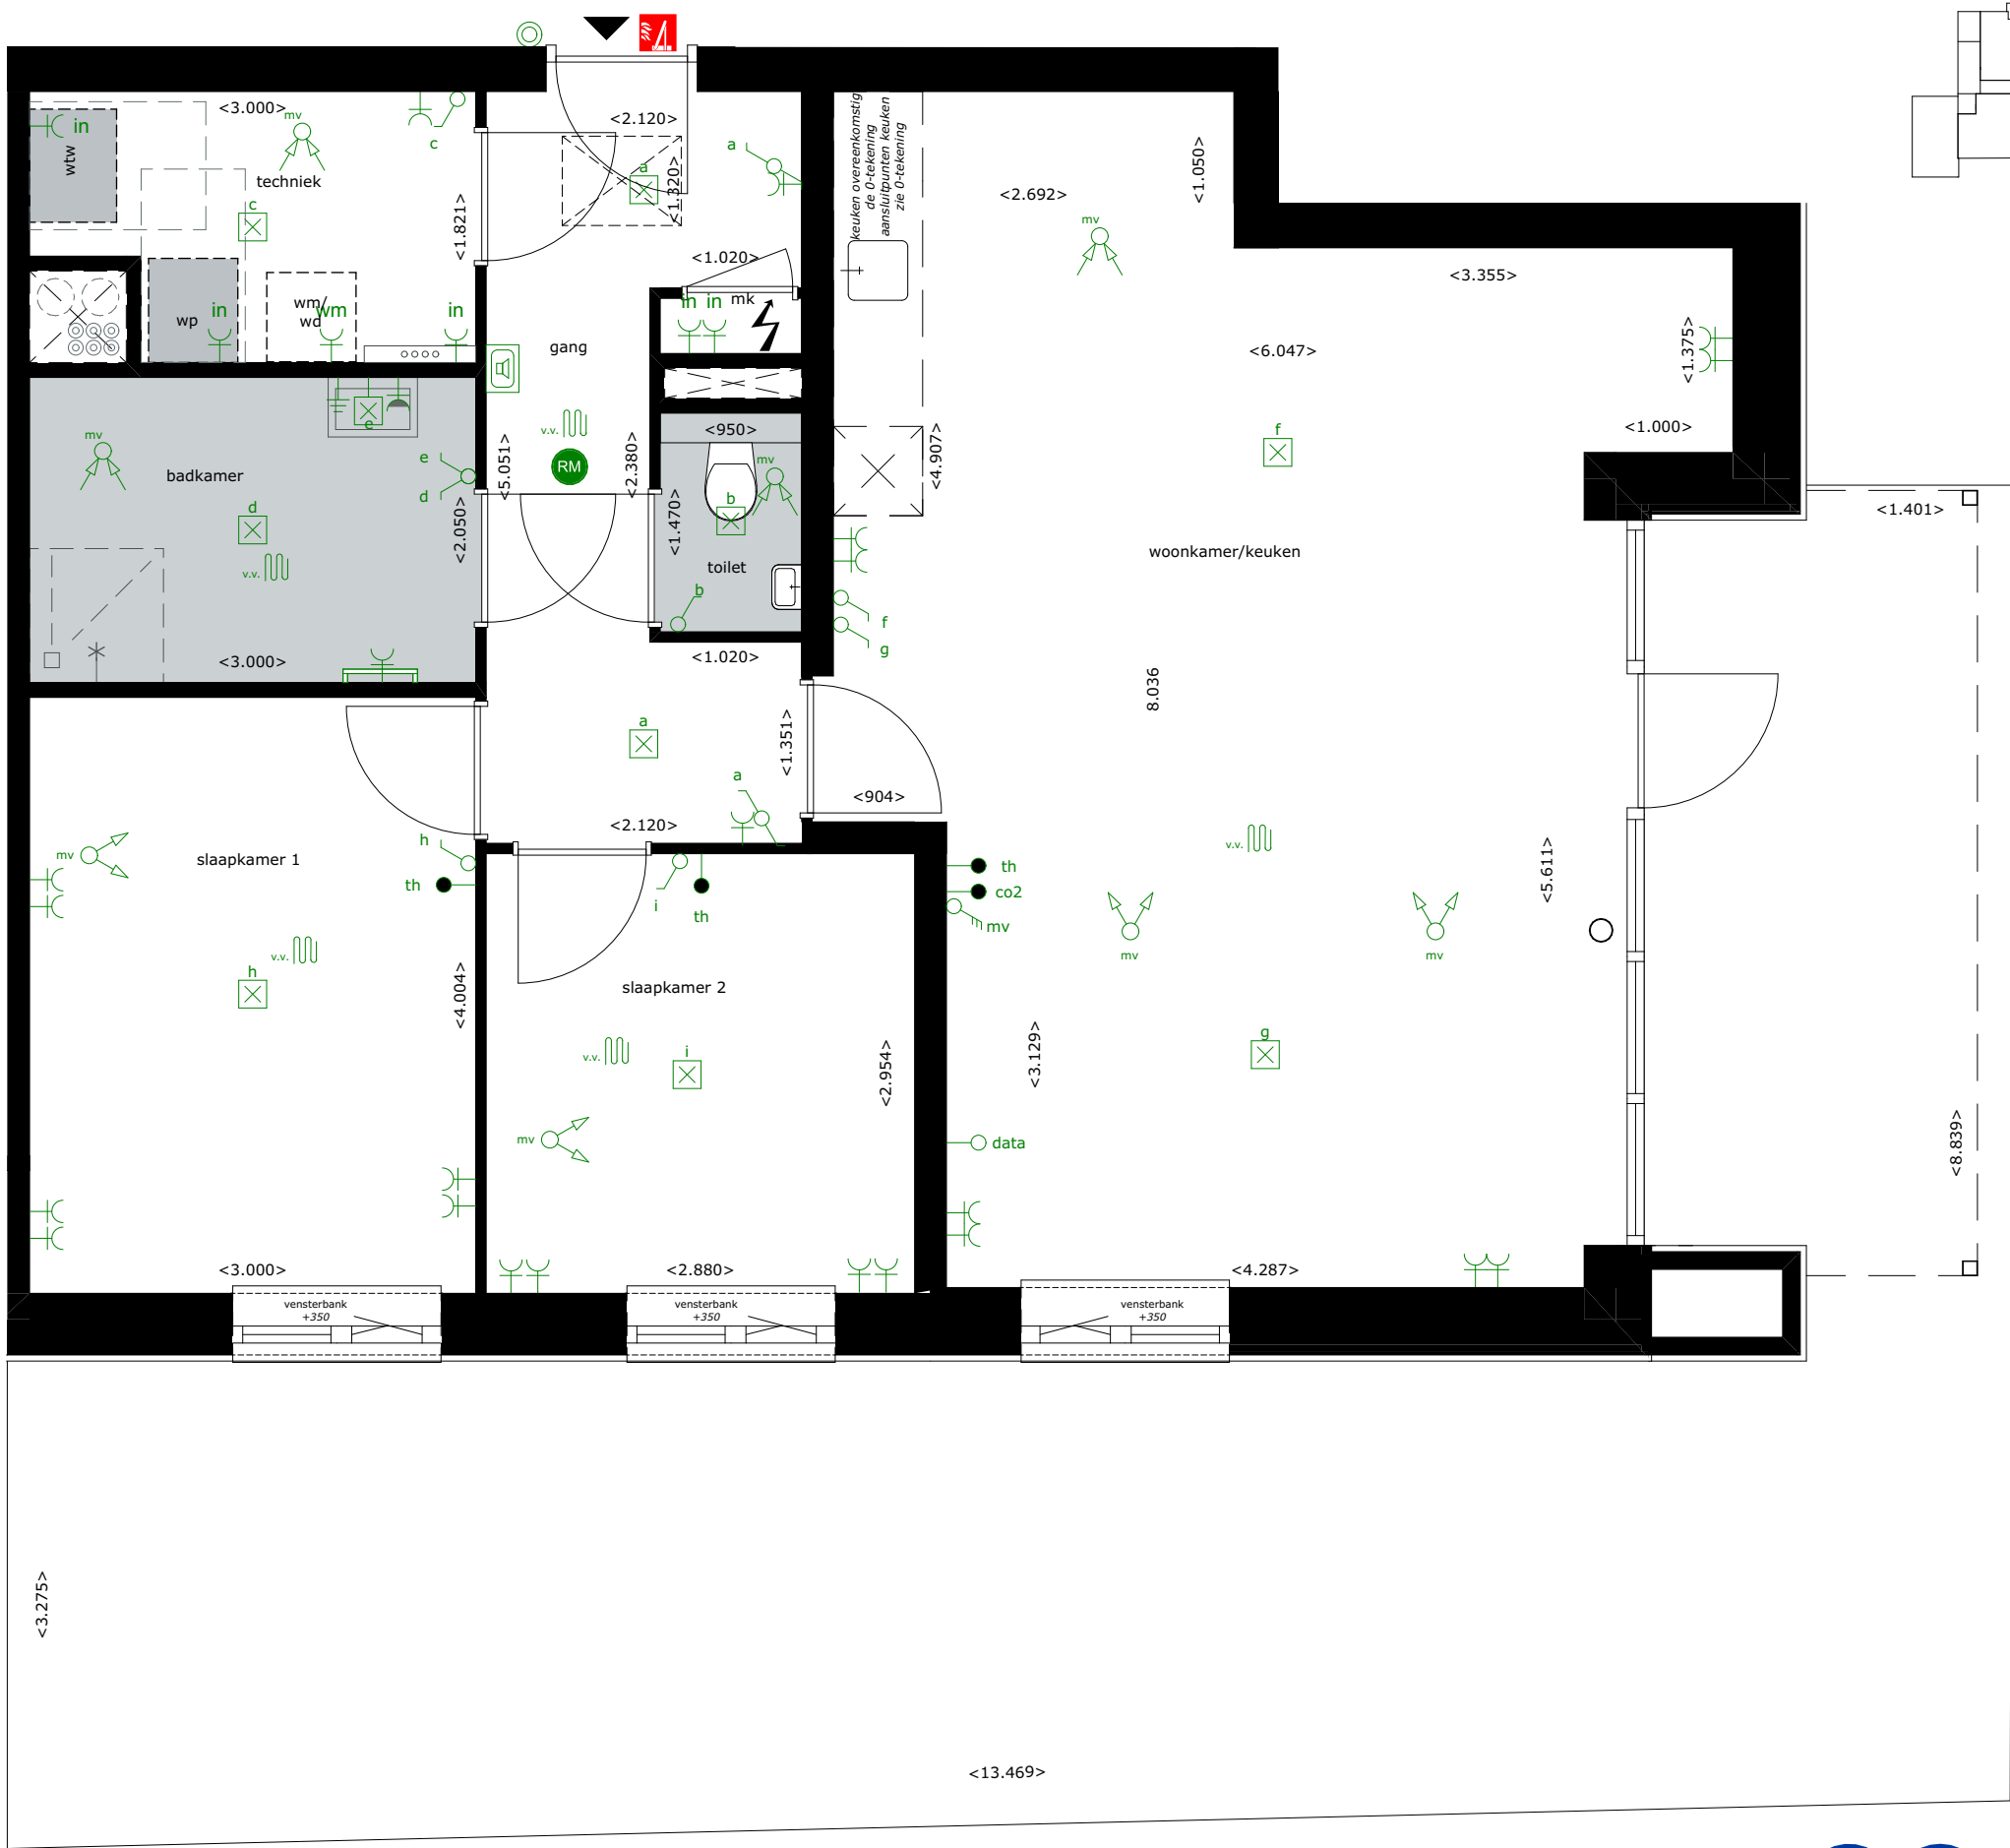 <3.000>
mv
in
wtw
c
techniek
c
<1.821>
<2.120>
a
<1.320>
a
<1.020>
in in
mk
keuken overeenkomstig
de 0-tekening
aansluitpunten keuken
zie 0-tekening
<2.692>
mv
<1.050>
<3.355>
<6.047>
<1.375>
<1.000>
<1.401>
wp
in
wm/
wd
wm
in
gang
v.v.
RM
<5.051>
<2.380>
<950>
mv
b
<1.470>
toilet
b
<1.020>
<4.907>
f
woonkamer/keuken
f
g
8.036
mv
badkamer
e
e
d
d
v.v.
<2.050>
<3.000>
a
<1.351>
a
<904>
<2.120>
mv
slaapkamer 1
h
th
v.v.
h
<4.004>
i
th
slaapkamer 2
v.v.
i
<2.954>
mv
th
co2
mv
v.v.
mv
mv
<5.611>
<3.129>
g
data
<8.839>
<3.000>
<2.880>
<4.287>
vensterbank
+350
vensterbank
+350
vensterbank
+350
<3.275>
<13.469>